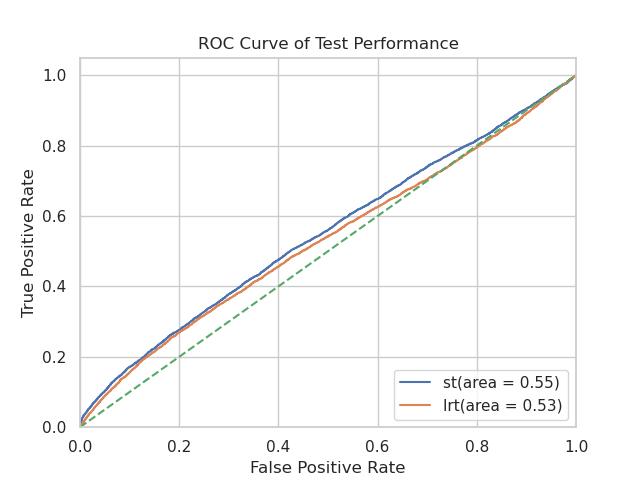 ROC Curve of Test Performance
True Positive Rate
1.0
0.8
0.6
0.4
0.2
0.0
0.0 0.2 0.4 0.6 0.8 1.0
False Positive Rate
st(area = 0.55)
lrt(area = 0.53)